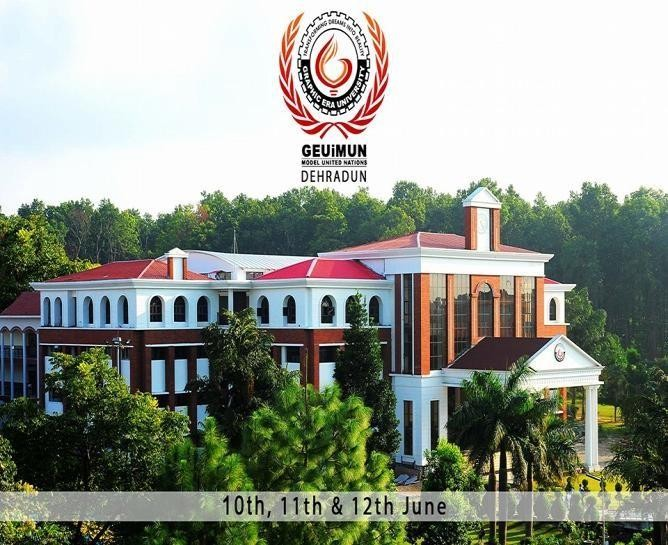 TRANSFORMING DREAMS INTO REALITY
GRAPHIC ERA UNIVERSITY
GEUiMUN
MODEL UNITED NATIONS
DEHRADUN
10th, 11th & 12th June